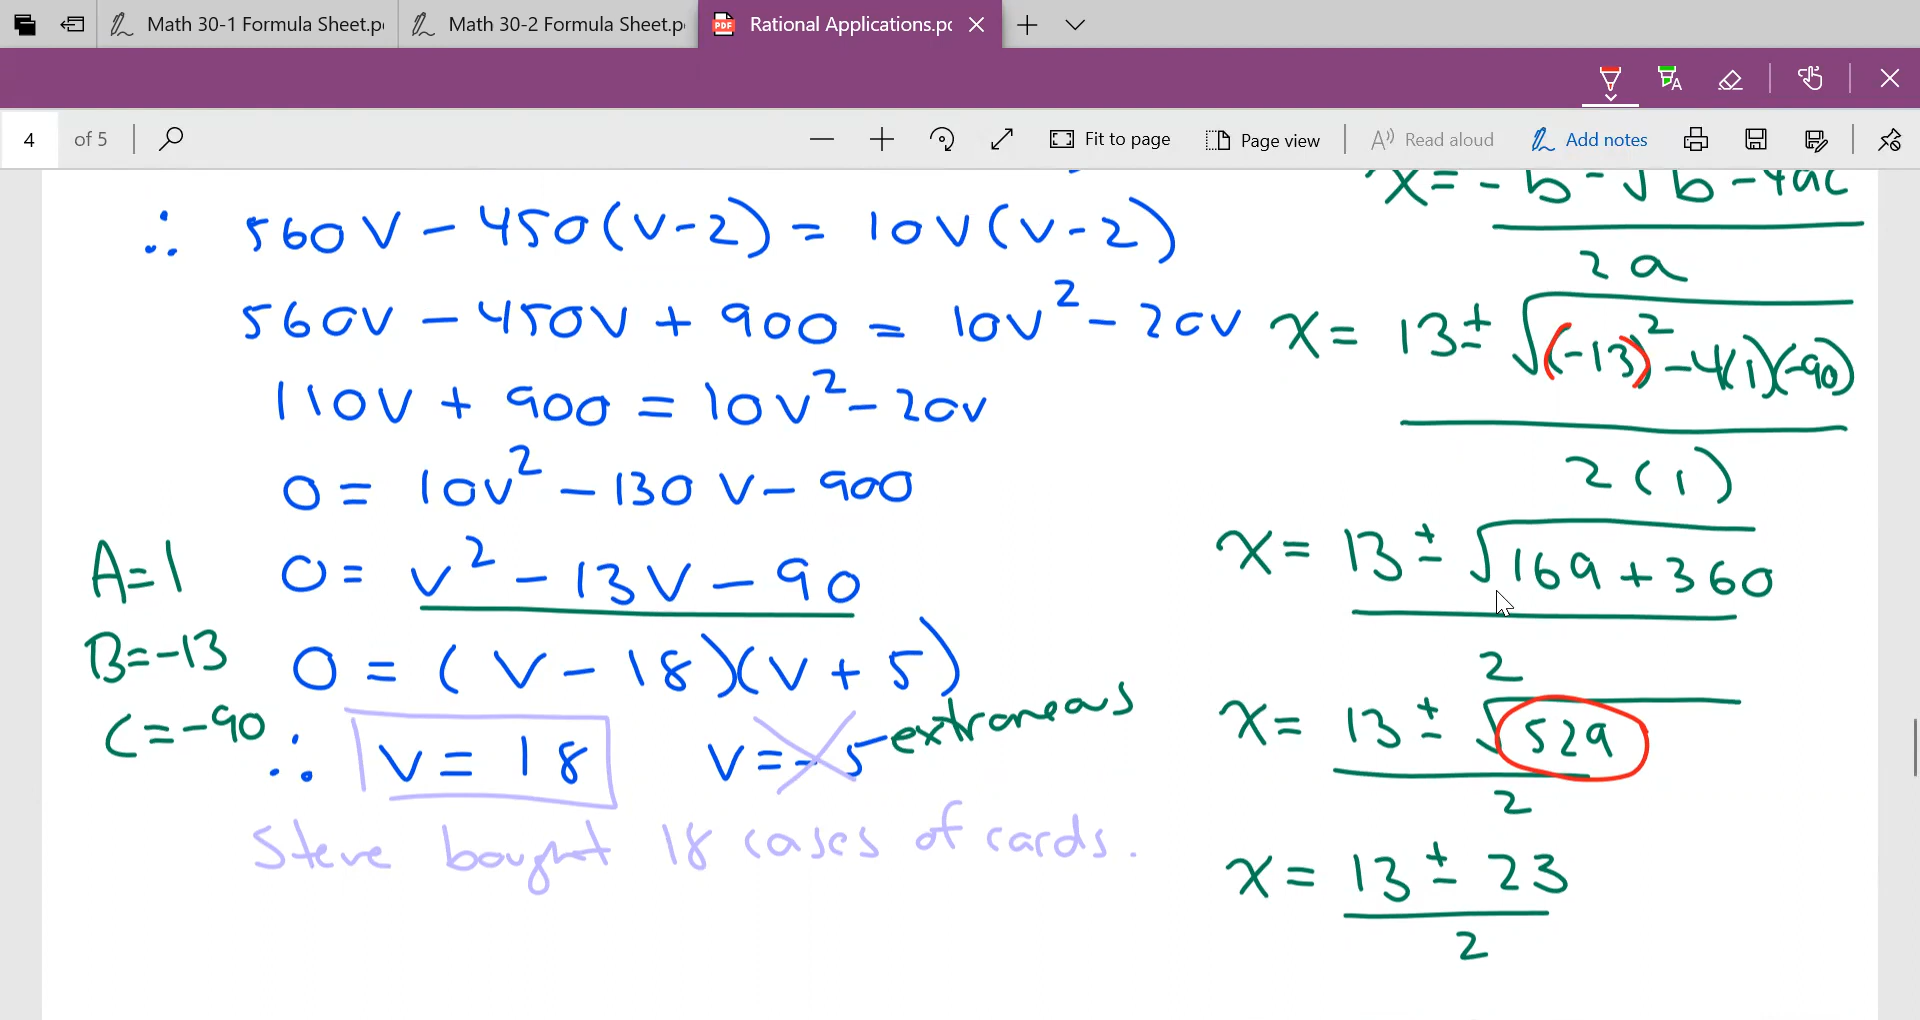 Math 30-1 Formula Sheet.p
Math 30-2 Formula Sheet.p
Rational Applications.pc
4 of 5
Fit to page
Page view
Read aloud
Add notes
∴ 560V - 450(V-2) = 10V(V-2)
560V - 450V + 900 = 10V² - 20V
110V + 900 = 10V² - 20V
0 = 10V² - 130V - 900
0 = V² - 13V - 90
0 = (V - 18)(V + 5)
∴ V = 18 V = -5 - extraneous
Steve bought 18 cases of cards.
A=1
B=-13
C=-90
x = -b - √b - 4ac
2a
x = 13 ± √(-13)² - 4(1)(-90)
2(1)
x = 13 ± √169 + 360
2
x = 13 ± √529
2
x = 13 ± 23
2